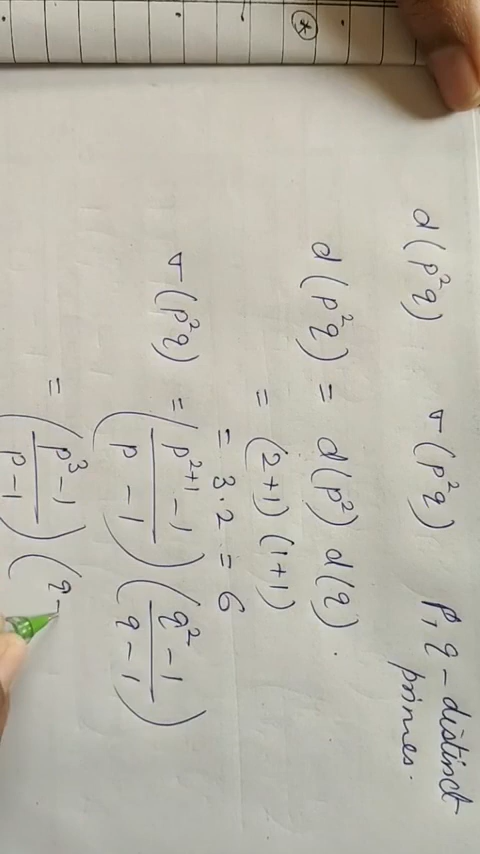 d(p²q) σ(p²q) p, q - distinct
primes.
d(p²q) = d(p²) d(q).
= (2+1) (1+1)
= 3·2 = 6
σ(p²q) = ((p²⁺¹ - 1)/(p - 1)) ((q² - 1)/(q - 1))
= ((p³ - 1)/(p - 1)) (q -